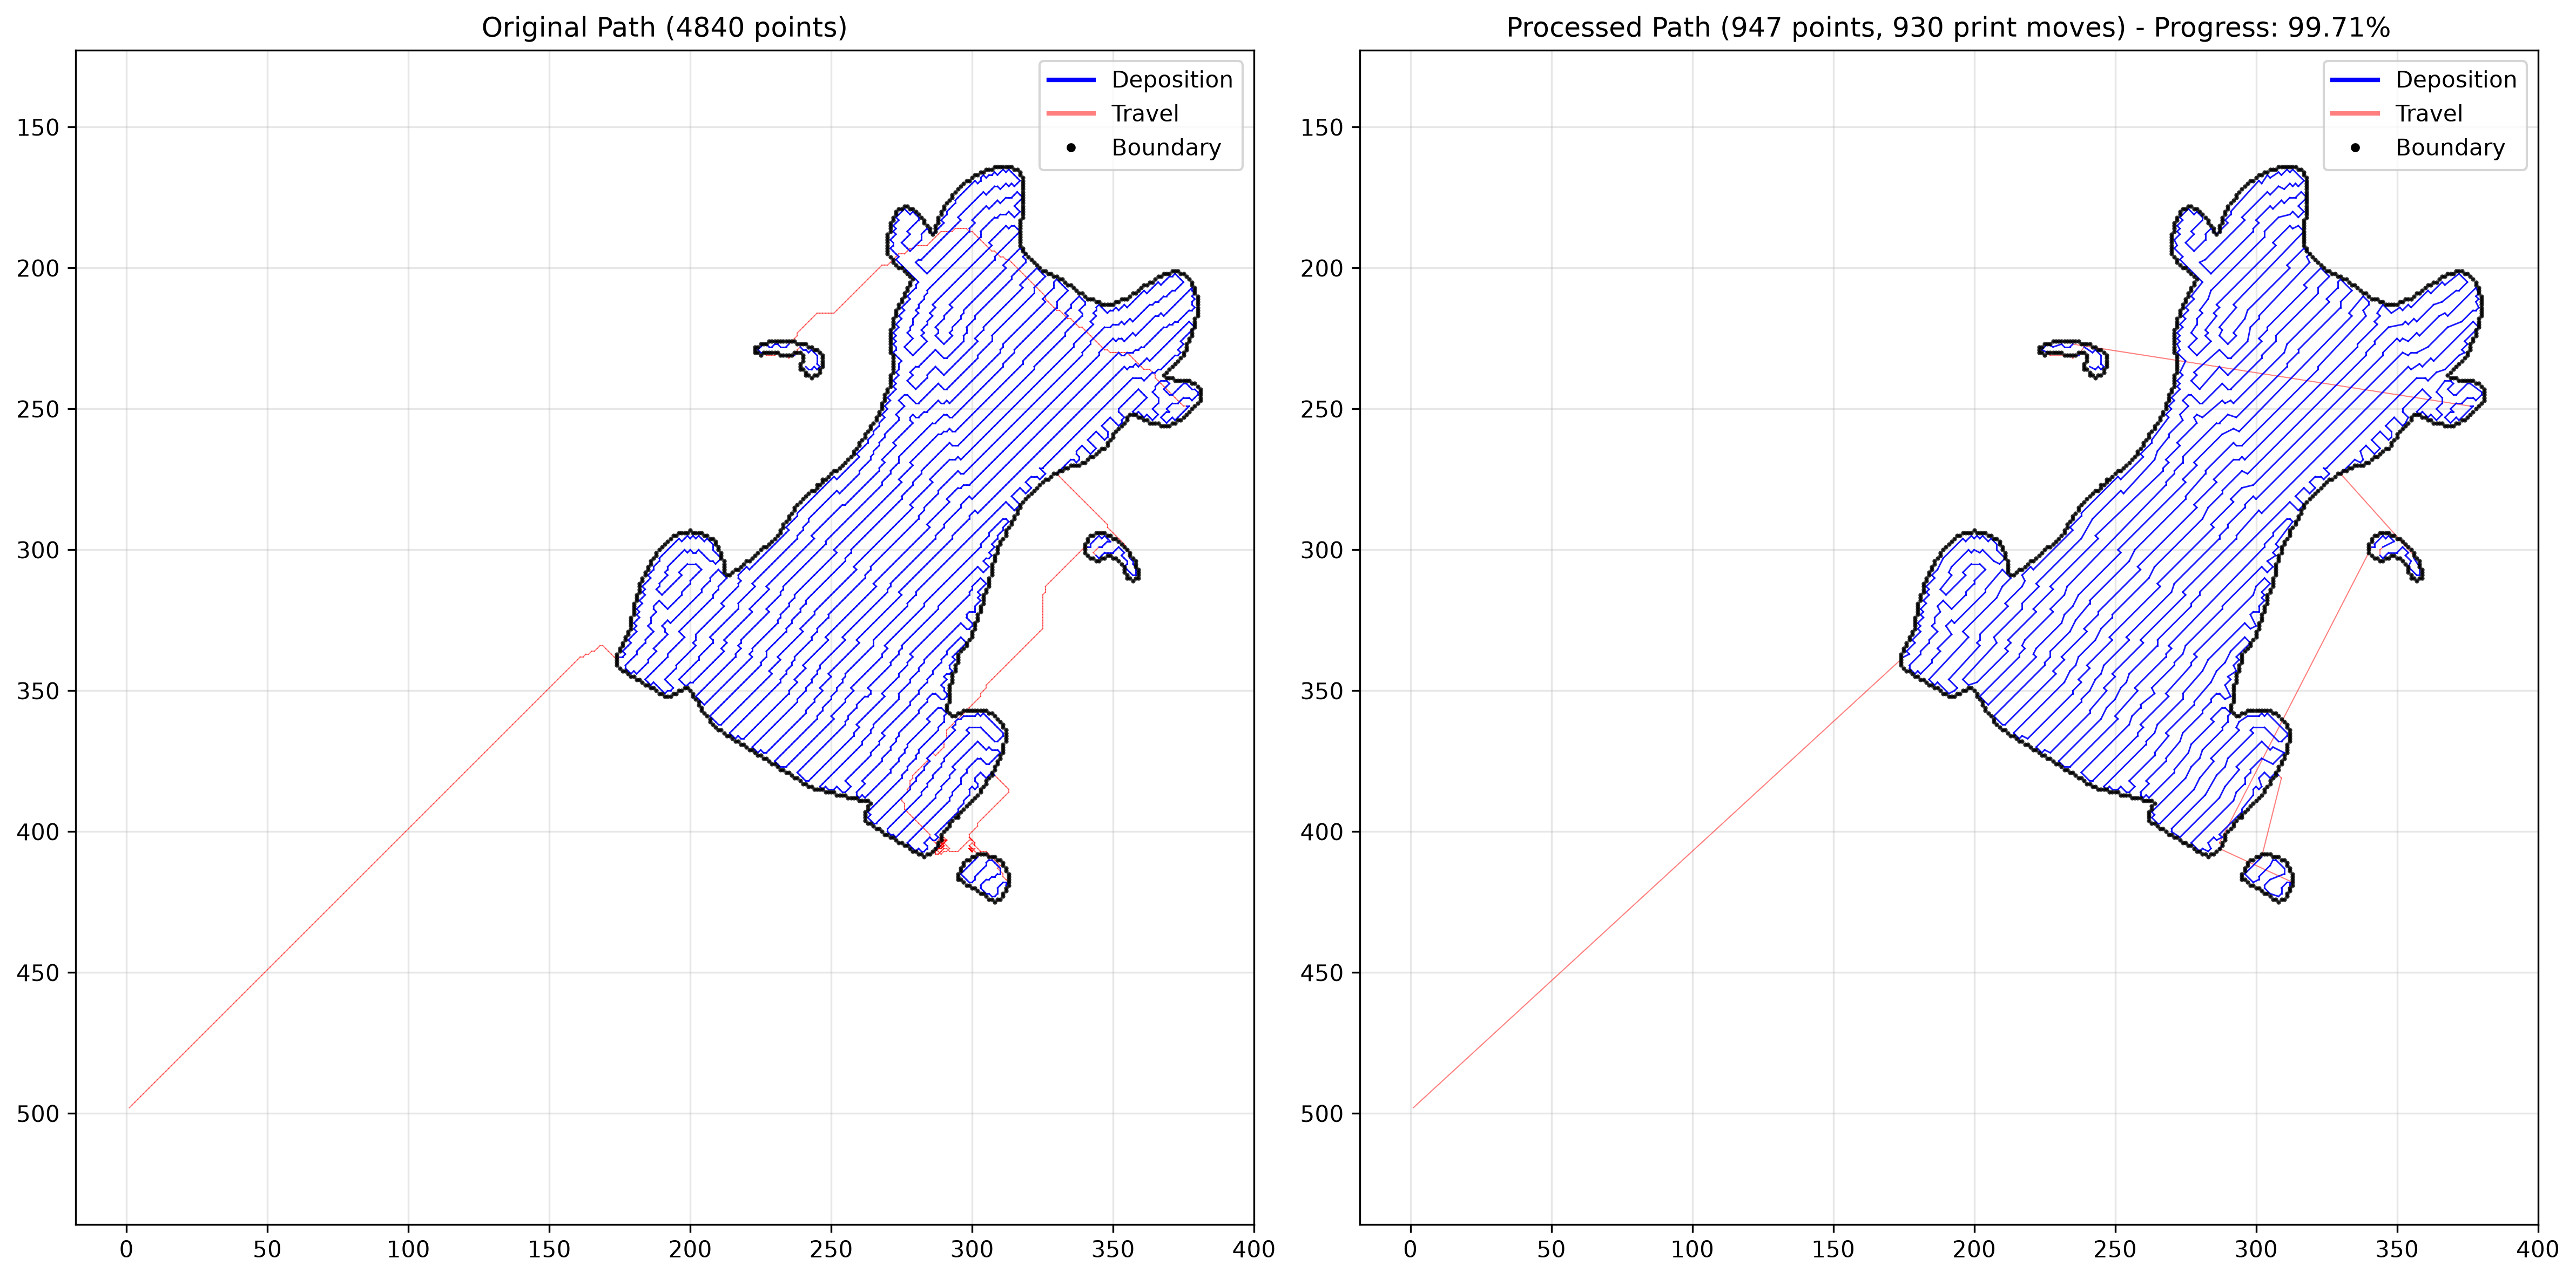 Original Path (4840 points)
Deposition
Travel
Boundary
150
200
250
300
350
400
450
500
0 50 100 150 200 250 300 350 400
Processed Path (947 points, 930 print moves) - Progress: 99.71%
Deposition
Travel
Boundary
150
200
250
300
350
400
450
500
0 50 100 150 200 250 300 350 400